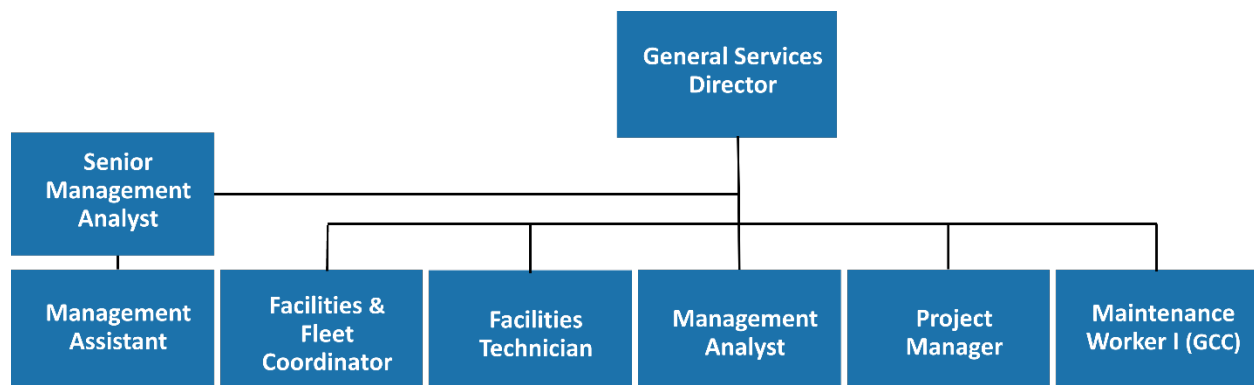 General Services
Director
Senior
Management
Analyst
Management
Assistant
Facilities &
Fleet
Coordinator
Facilities
Technician
Management
Analyst
Project
Manager
Maintenance
Worker I (GCC)